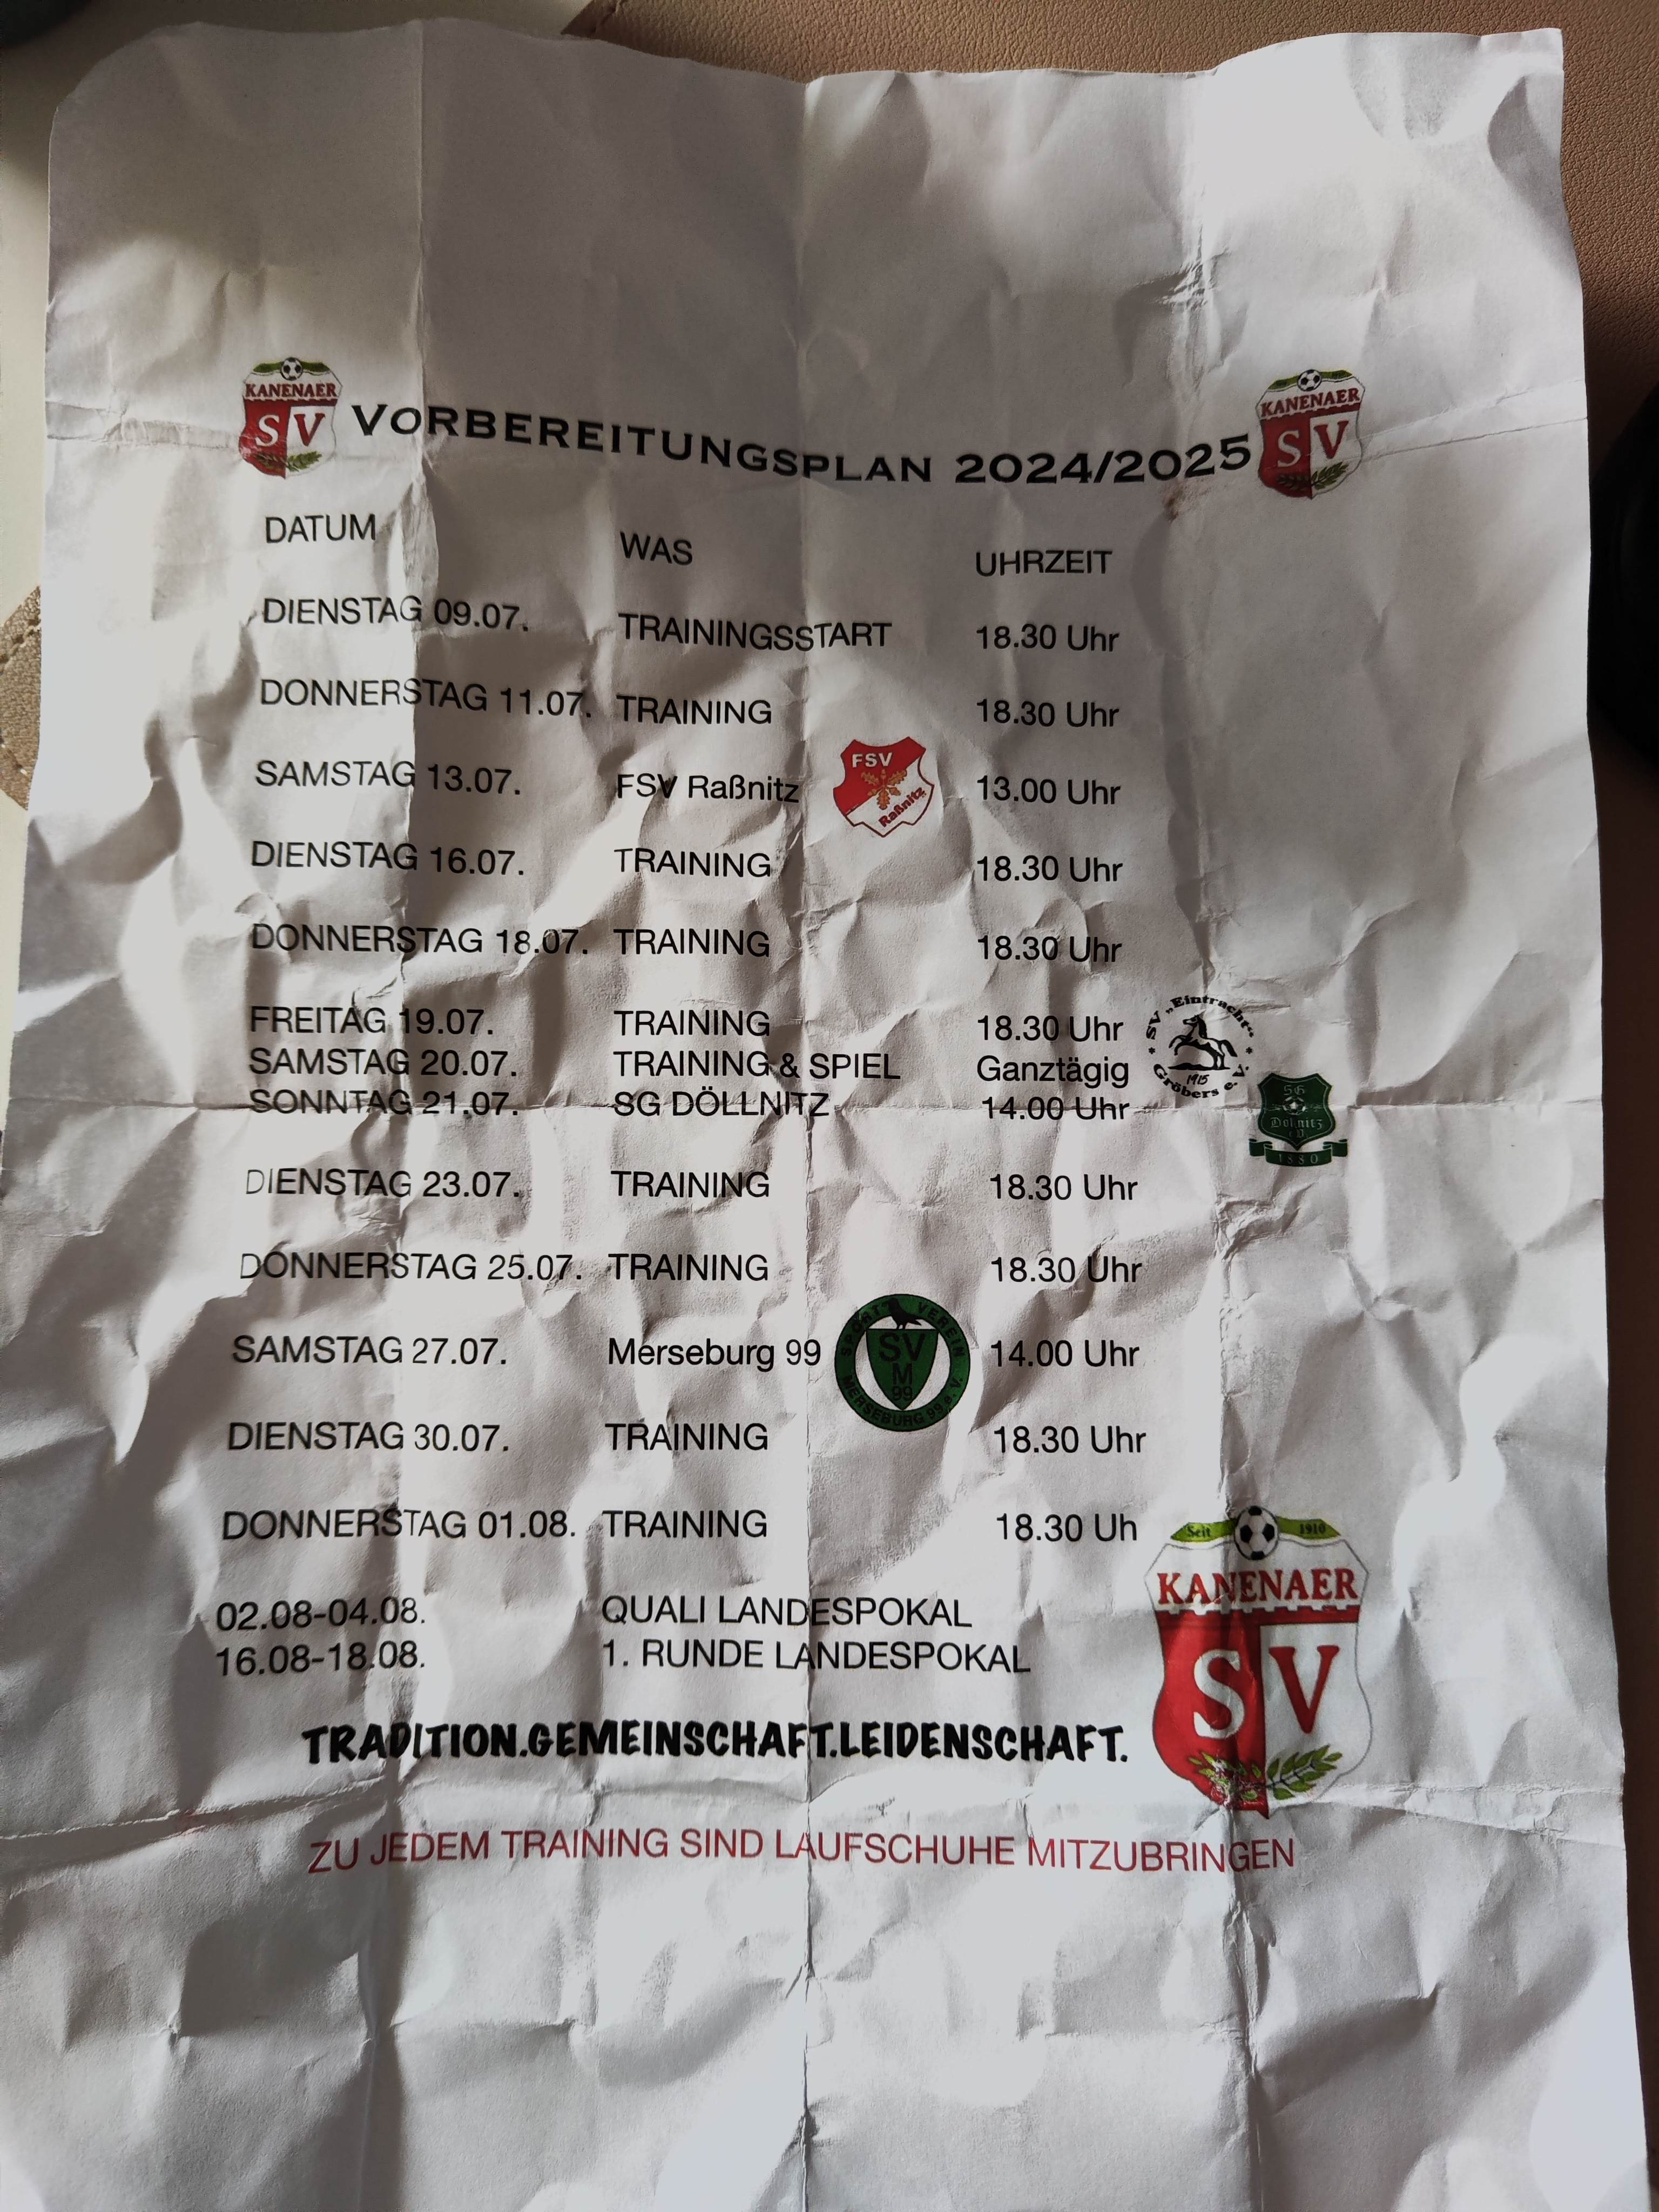 KANENAER
SV
VORBEREITUNGSPLAN 2024/2025
KANENAER
SV
DATUM WAS UHRZEIT
DIENSTAG 09.07. TRAININGSSTART 18.30 Uhr
DONNERSTAG 11.07. TRAINING 18.30 Uhr
SAMSTAG 13.07. FSV Raßnitz FSV Raßnitz 13.00 Uhr
DIENSTAG 16.07. TRAINING 18.30 Uhr
DONNERSTAG 18.07. TRAINING 18.30 Uhr
FREITAG 19.07. TRAINING 18.30 Uhr
SAMSTAG 20.07. TRAINING & SPIEL Ganztägig
SV "Eintracht" Gröbers e.V.
1915
SONNTAG 21.07. SG DÖLLNITZ 14.00 Uhr
SG
Döllnitz
eV
1880
DIENSTAG 23.07. TRAINING 18.30 Uhr
DONNERSTAG 25.07. TRAINING 18.30 Uhr
SAMSTAG 27.07. Merseburg 99 14.00 Uhr
SPORT VEREIN
SV
M
99
MERSEBURG 99 e.V.
DIENSTAG 30.07. TRAINING 18.30 Uhr
DONNERSTAG 01.08. TRAINING 18.30 Uh
02.08-04.08. QUALI LANDESPOKAL
16.08-18.08. 1. RUNDE LANDESPOKAL
Seit 1910
KANENAER
SV
TRADITION.GEMEINSCHAFT.LEIDENSCHAFT.
ZU JEDEM TRAINING SIND LAUFSCHUHE MITZUBRINGEN